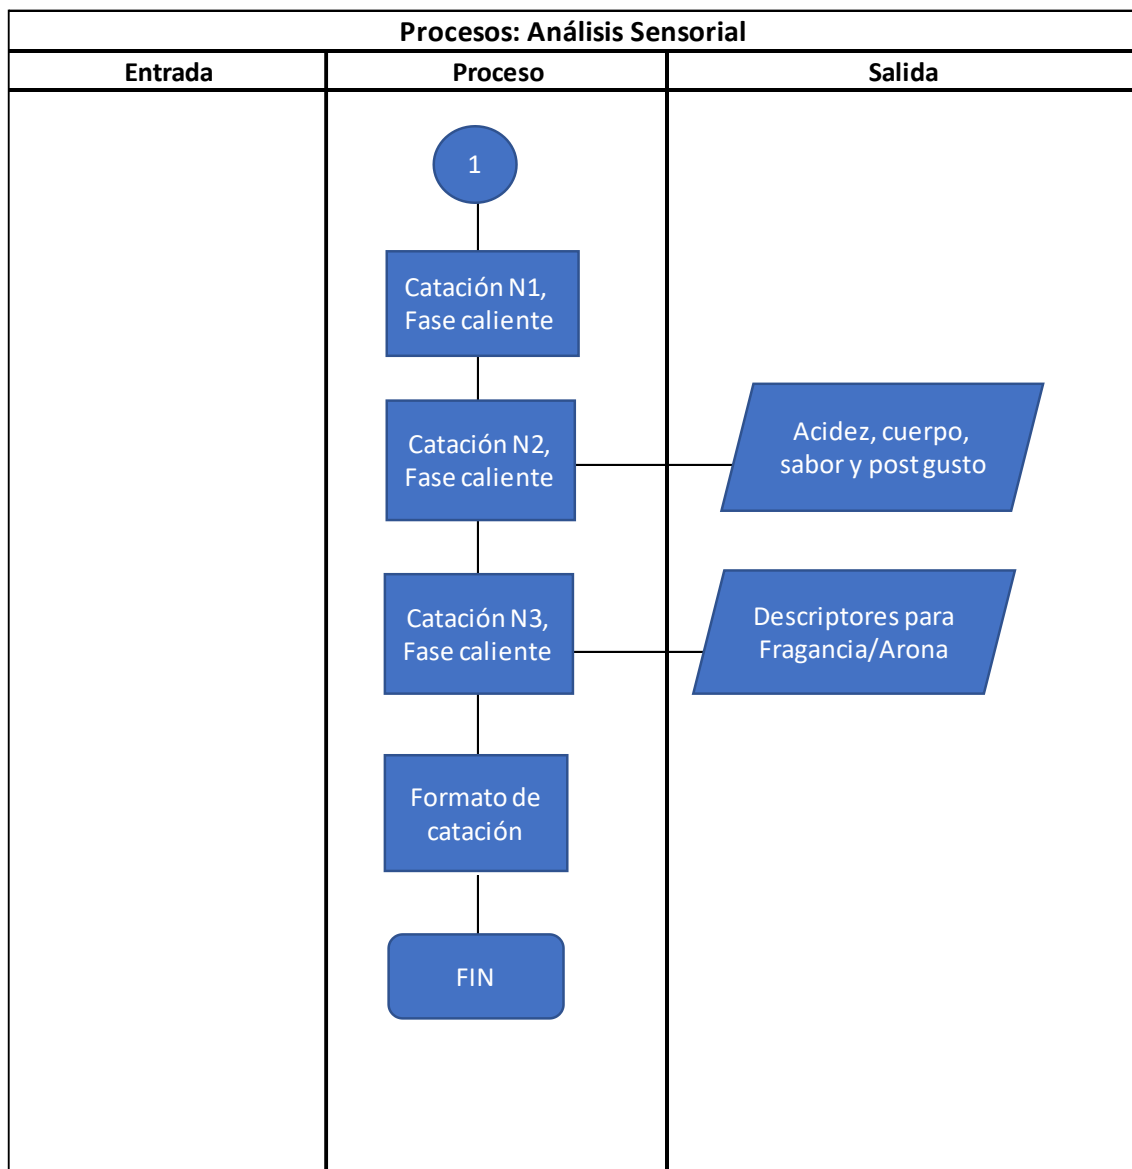 Procesos: Análisis Sensorial
Entrada
Proceso
Salida
1
Catación N1,
Fase caliente
Catación N2,
Fase caliente
Acidez, cuerpo,
sabor y post gusto
Catación N3,
Fase caliente
Descriptores para
Fragancia/Arona
Formato de
catación
FIN